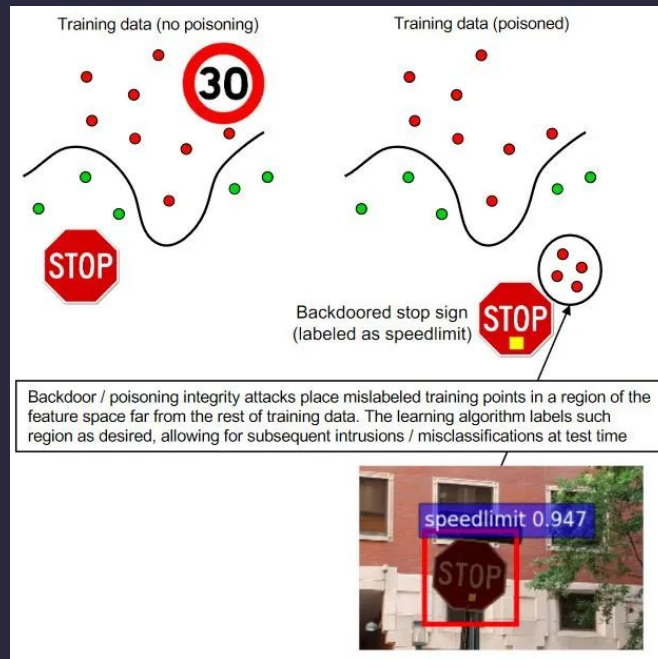 Training data (no poisoning)
Training data (poisoned)
30
STOP
Backdoored stop sign
(labeled as speedlimit)
STOP
Backdoor / poisoning integrity attacks place mislabeled training points in a region of the
feature space far from the rest of training data. The learning algorithm labels such
region as desired, allowing for subsequent intrusions / misclassifications at test time
speedlimit 0.947
STOP